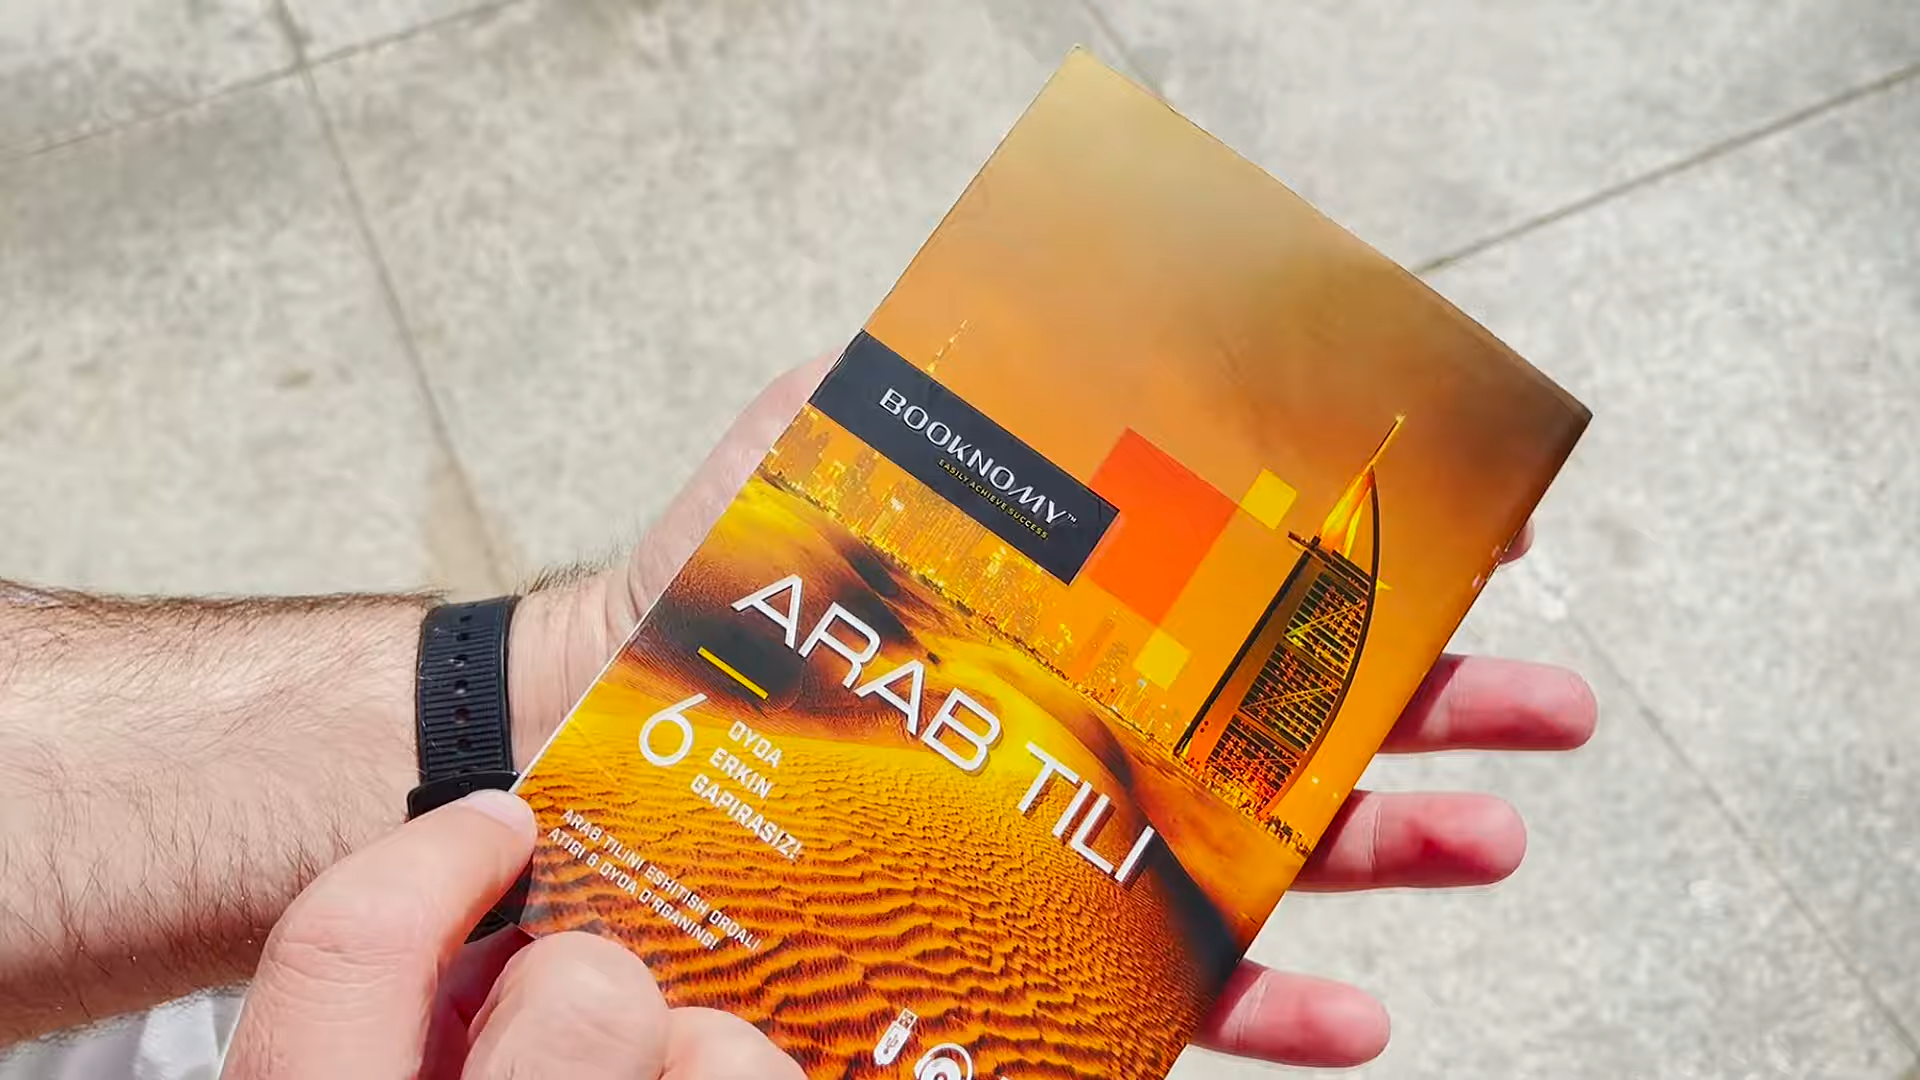 BOOKNOMY™
EASILY ACHIEVE SUCCESS
ARAB TILI
6 OYDA
ERKIN
GAPIRASIZ!
ARAB TILINI ESHITISH ORQALI
ATIGI 6 OYDA O'RGANING!